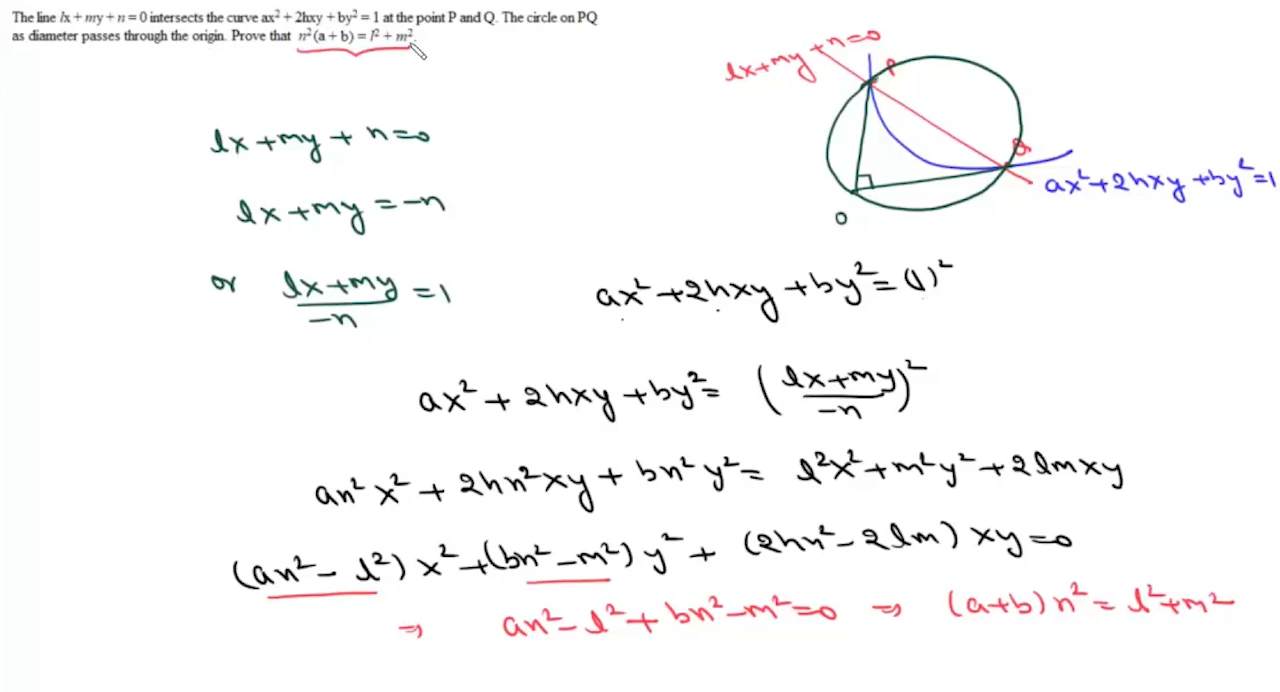 The line lx + my + n = 0 intersects the curve ax² + 2hxy + by² = 1 at the point P and Q. The circle on PQ
as diameter passes through the origin. Prove that n²(a + b) = l² + m².
lx+my+n=0
P
Q
ax²+2hxy+by²=1
O
lx+my+n=0
lx+my=-n
or (lx+my)/(-n) = 1
ax²+2hxy+by²=(1)²
ax²+2hxy+by²= ((lx+my)/(-n))²
an²x²+2hn²xy+bn²y²= l²x²+m²y²+2lmxy
(an²-l²)x²+(bn²-m²)y²+(2hn²-2lm)xy=0
⇒ an²-l²+bn²-m²=0 ⇒ (a+b)n²=l²+m²